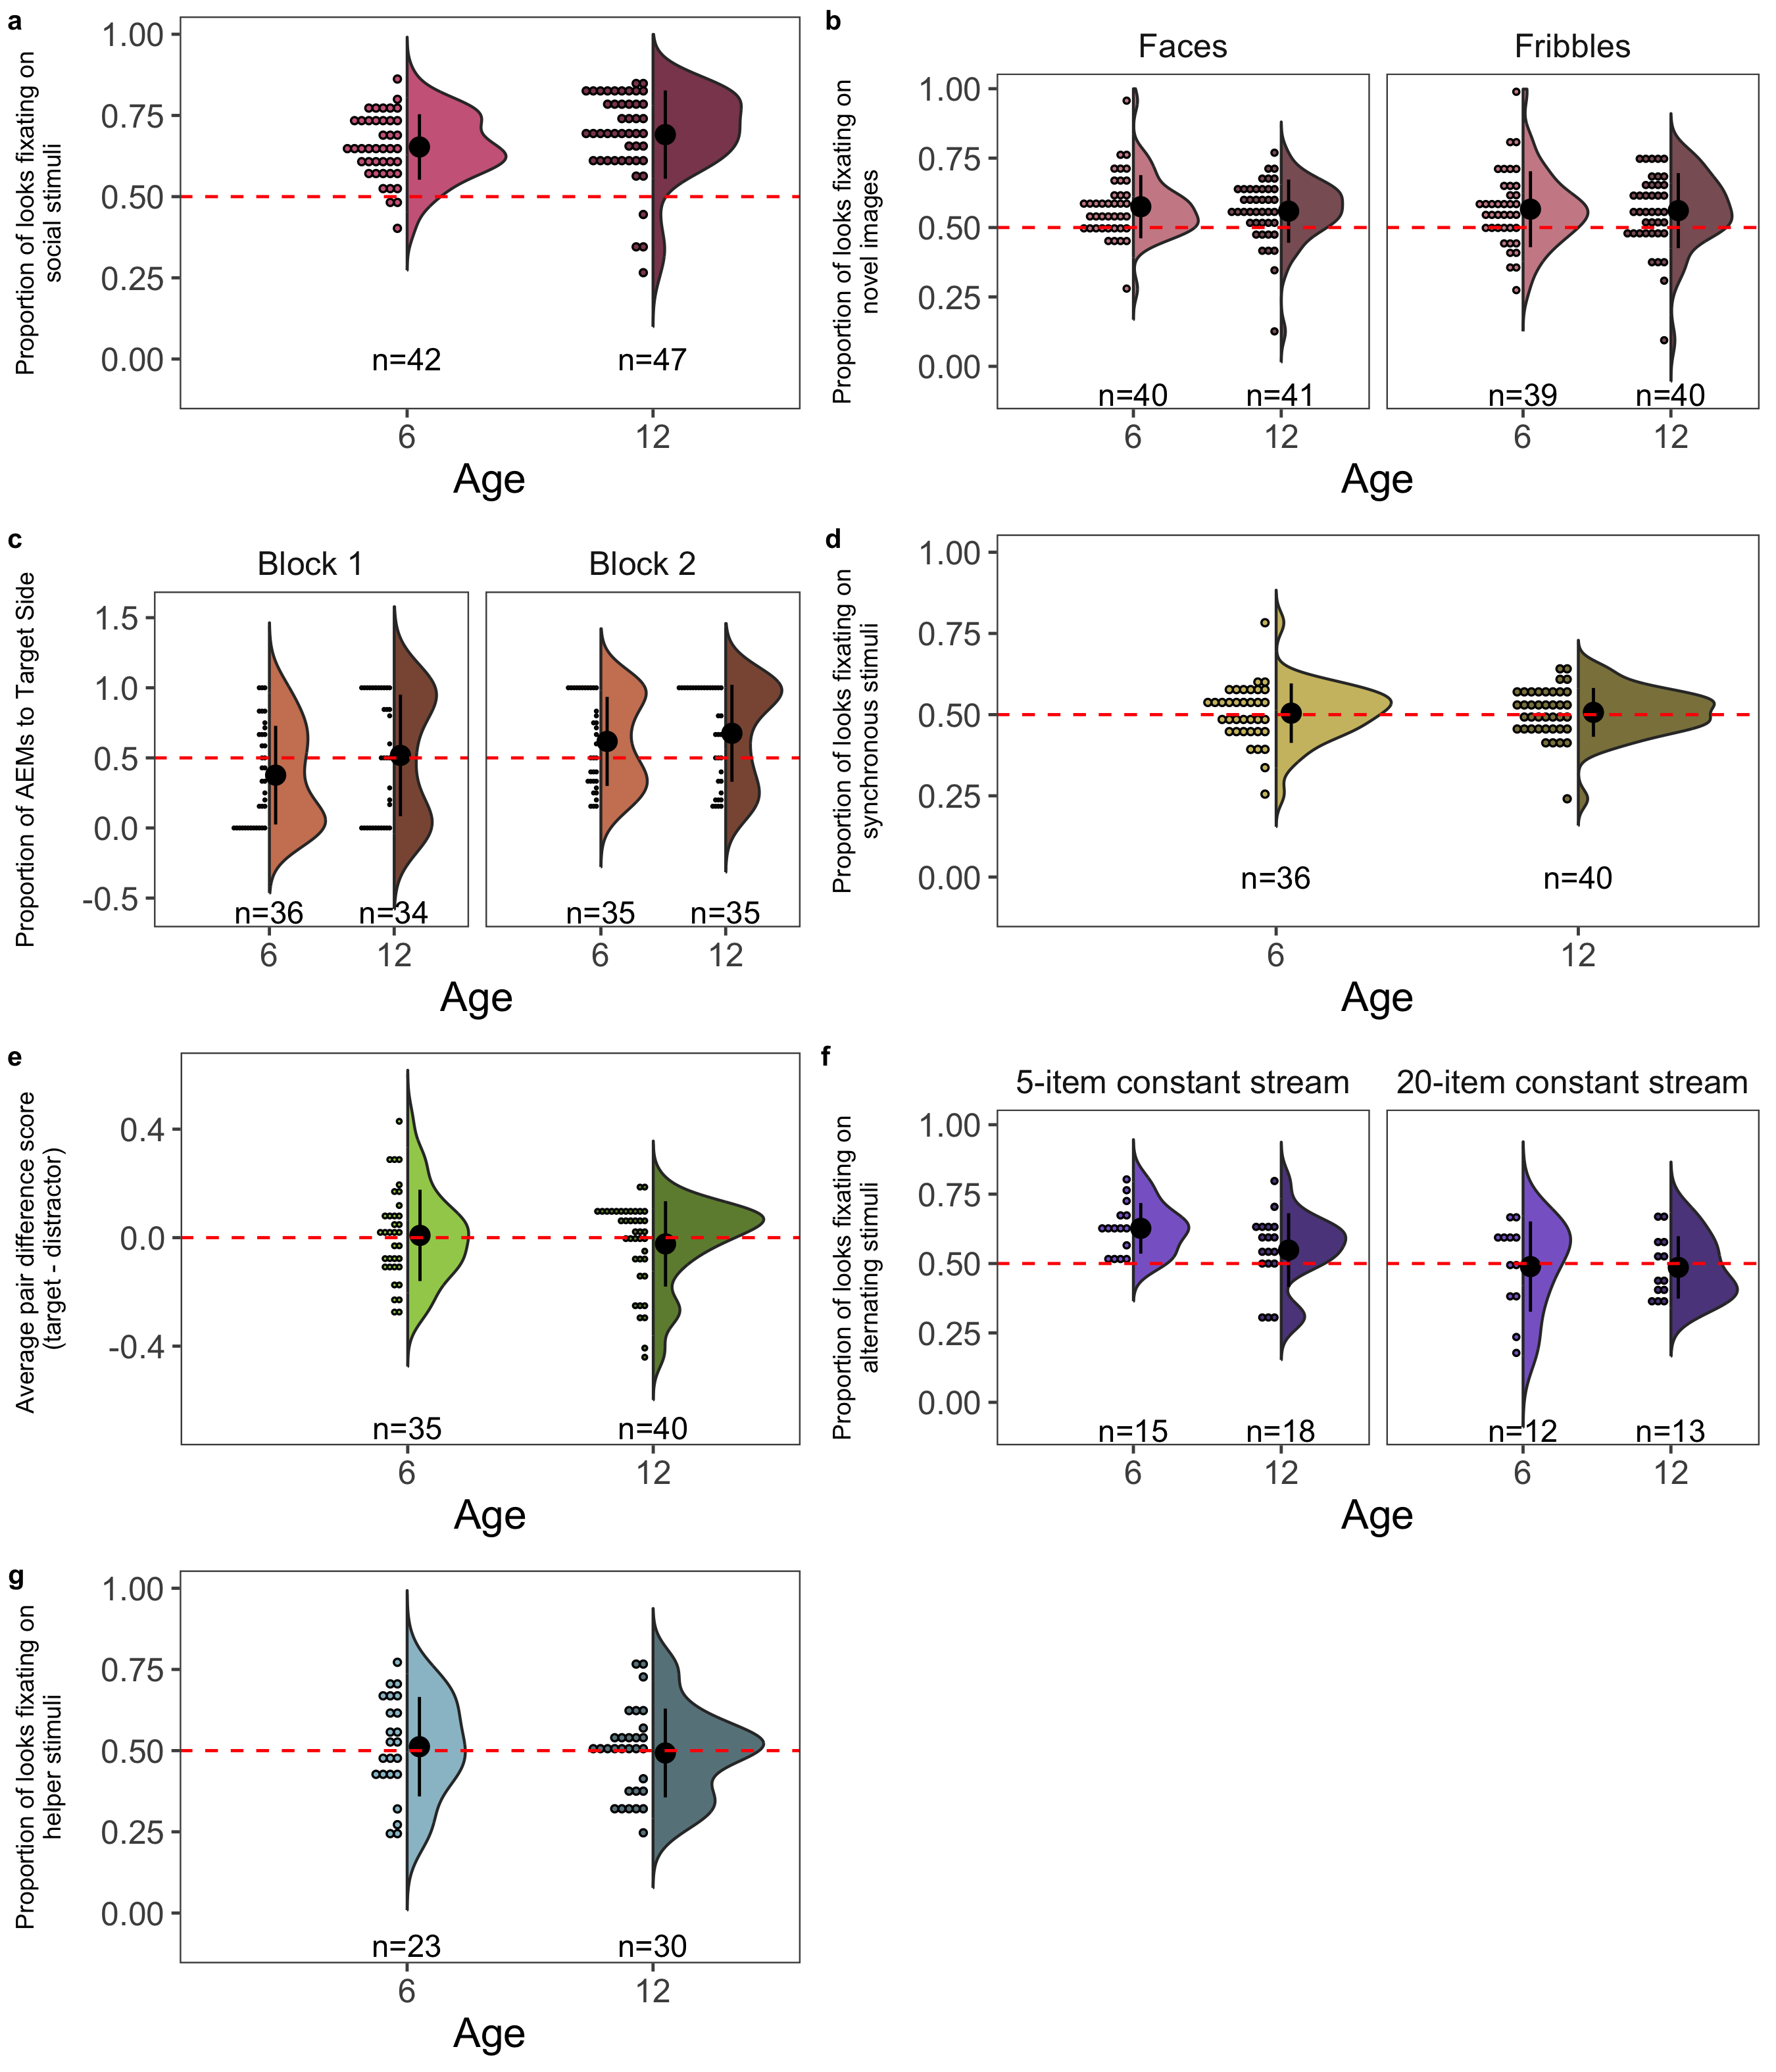 a
Proportion of looks fixating on
social stimuli
1.00
0.75
0.50
0.25
0.00
n=42
n=47
6
12
Age
b
Faces
Fribbles
Proportion of looks fixating on
novel images
1.00
0.75
0.50
0.25
0.00
n=40
n=41
n=39
n=40
6
12
6
12
Age
c
Block 1
Block 2
Proportion of AEMs to Target Side
1.5
1.0
0.5
0.0
-0.5
n=36
n=34
n=35
n=35
6
12
6
12
Age
d
Proportion of looks fixating on
synchronous stimuli
1.00
0.75
0.50
0.25
0.00
n=36
n=40
6
12
Age
e
Average pair difference score
(target - distractor)
0.4
0.0
-0.4
n=35
n=40
6
12
Age
f
5-item constant stream
20-item constant stream
Proportion of looks fixating on
alternating stimuli
1.00
0.75
0.50
0.25
0.00
n=15
n=18
n=12
n=13
6
12
6
12
Age
g
Proportion of looks fixating on
helper stimuli
1.00
0.75
0.50
0.25
0.00
n=23
n=30
6
12
Age